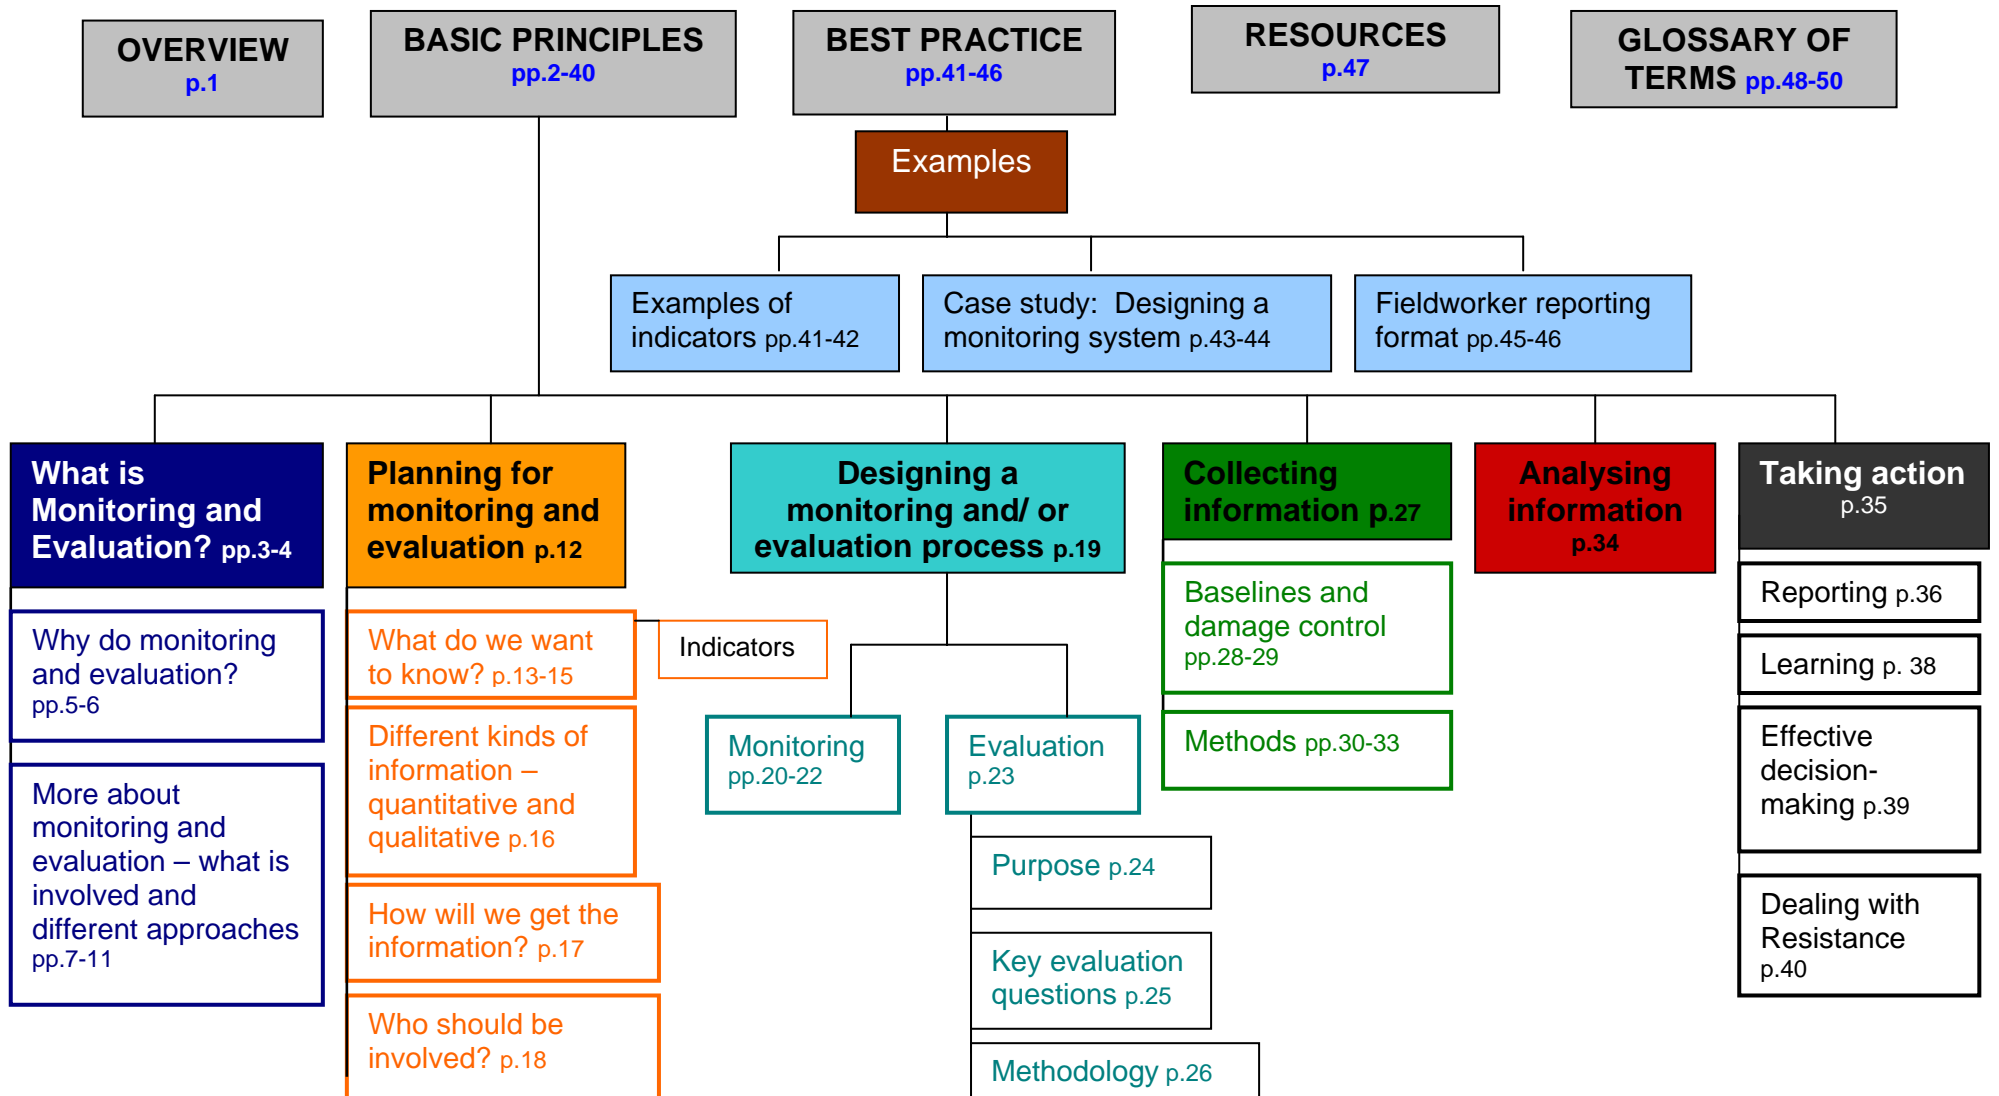 OVERVIEW
p.1
BASIC PRINCIPLES
pp.2-40
BEST PRACTICE
pp.41-46
RESOURCES
p.47
GLOSSARY OF
TERMS pp.48-50
Examples
Examples of
indicators pp.41-42
Case study:  Designing a
monitoring system p.43-44
Fieldworker reporting
format pp.45-46
What is
Monitoring and
Evaluation? pp.3-4
Why do monitoring
and evaluation?
pp.5-6
More about
monitoring and
evaluation – what is
involved and
different approaches
pp.7-11
Planning for
monitoring and
evaluation p.12
What do we want
to know? p.13-15
Indicators
Different kinds of
information –
quantitative and
qualitative p.16
How will we get the
information? p.17
Who should be
involved? p.18
Designing a
monitoring and/ or
evaluation process p.19
Monitoring
pp.20-22
Evaluation
p.23
Purpose p.24
Key evaluation
questions p.25
Methodology p.26
Collecting
information p.27
Baselines and
damage control
pp.28-29
Methods pp.30-33
Analysing
information
p.34
Taking action
p.35
Reporting p.36
Learning p. 38
Effective
decision-
making p.39
Dealing with
Resistance
p.40